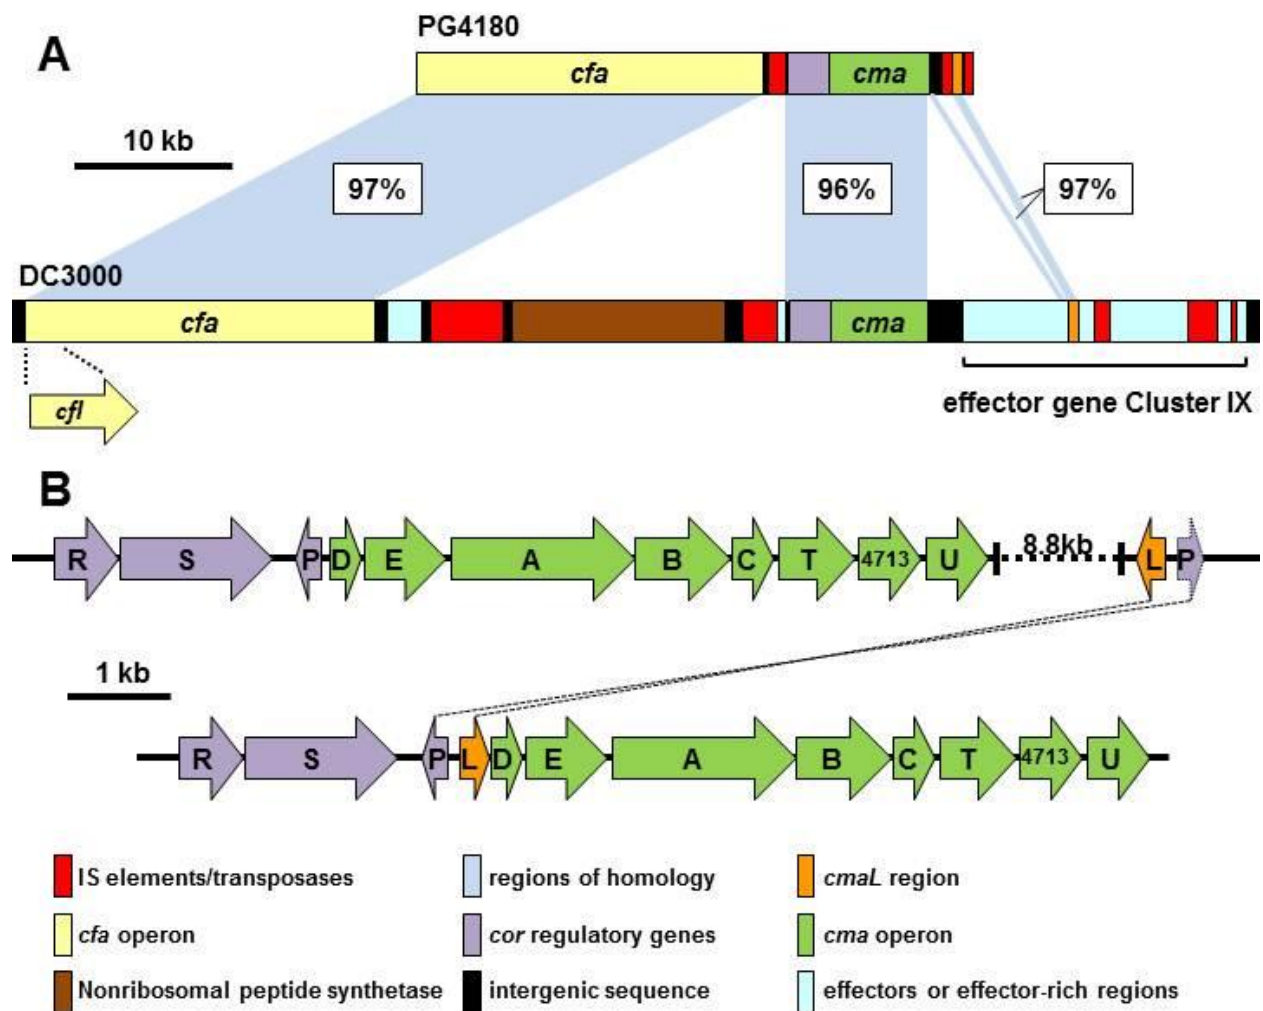 A
PG4180
cfa
cma
10 kb
97%
96%
97%
DC3000
cfa
cma
cfl
effector gene Cluster IX
B
R S P D E A B C T 4713 U 8.8kb L P
1 kb
R S P L D E A B C T 4713 U
IS elements/transposases
regions of homology
cmaL region
cfa operon
cor regulatory genes
cma operon
Nonribosomal peptide synthetase
intergenic sequence
effectors or effector-rich regions